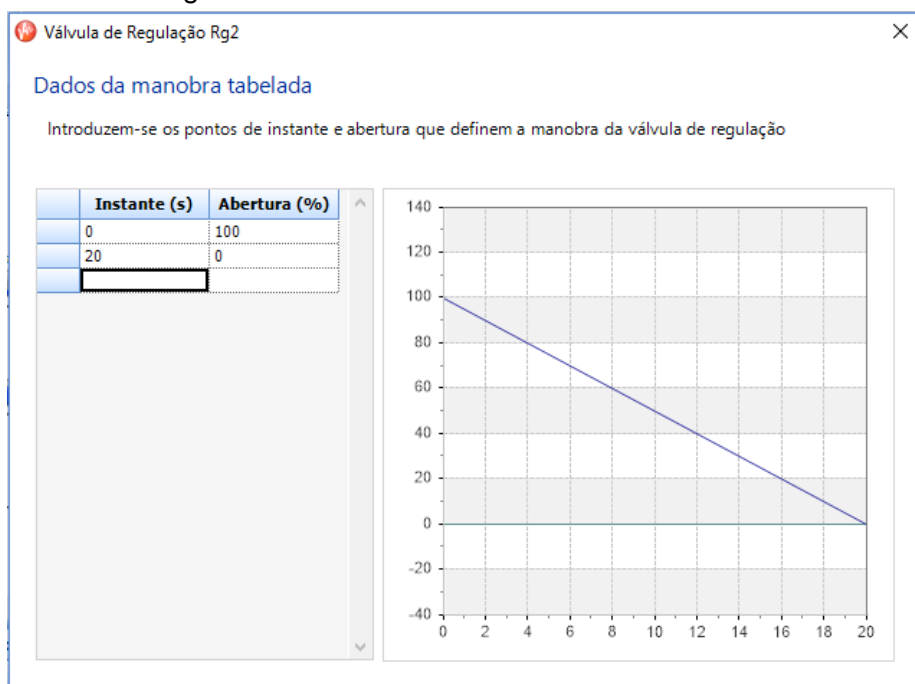 Válvula de Regulação Rg2
Dados da manobra tabelada
Introduzem-se os pontos de instante e abertura que definem a manobra da válvula de regulação
Instante (s) Abertura (%)
0 100
20 0
140
120
100
80
60
40
20
0
-20
-40
0 2 4 6 8 10 12 14 16 18 20